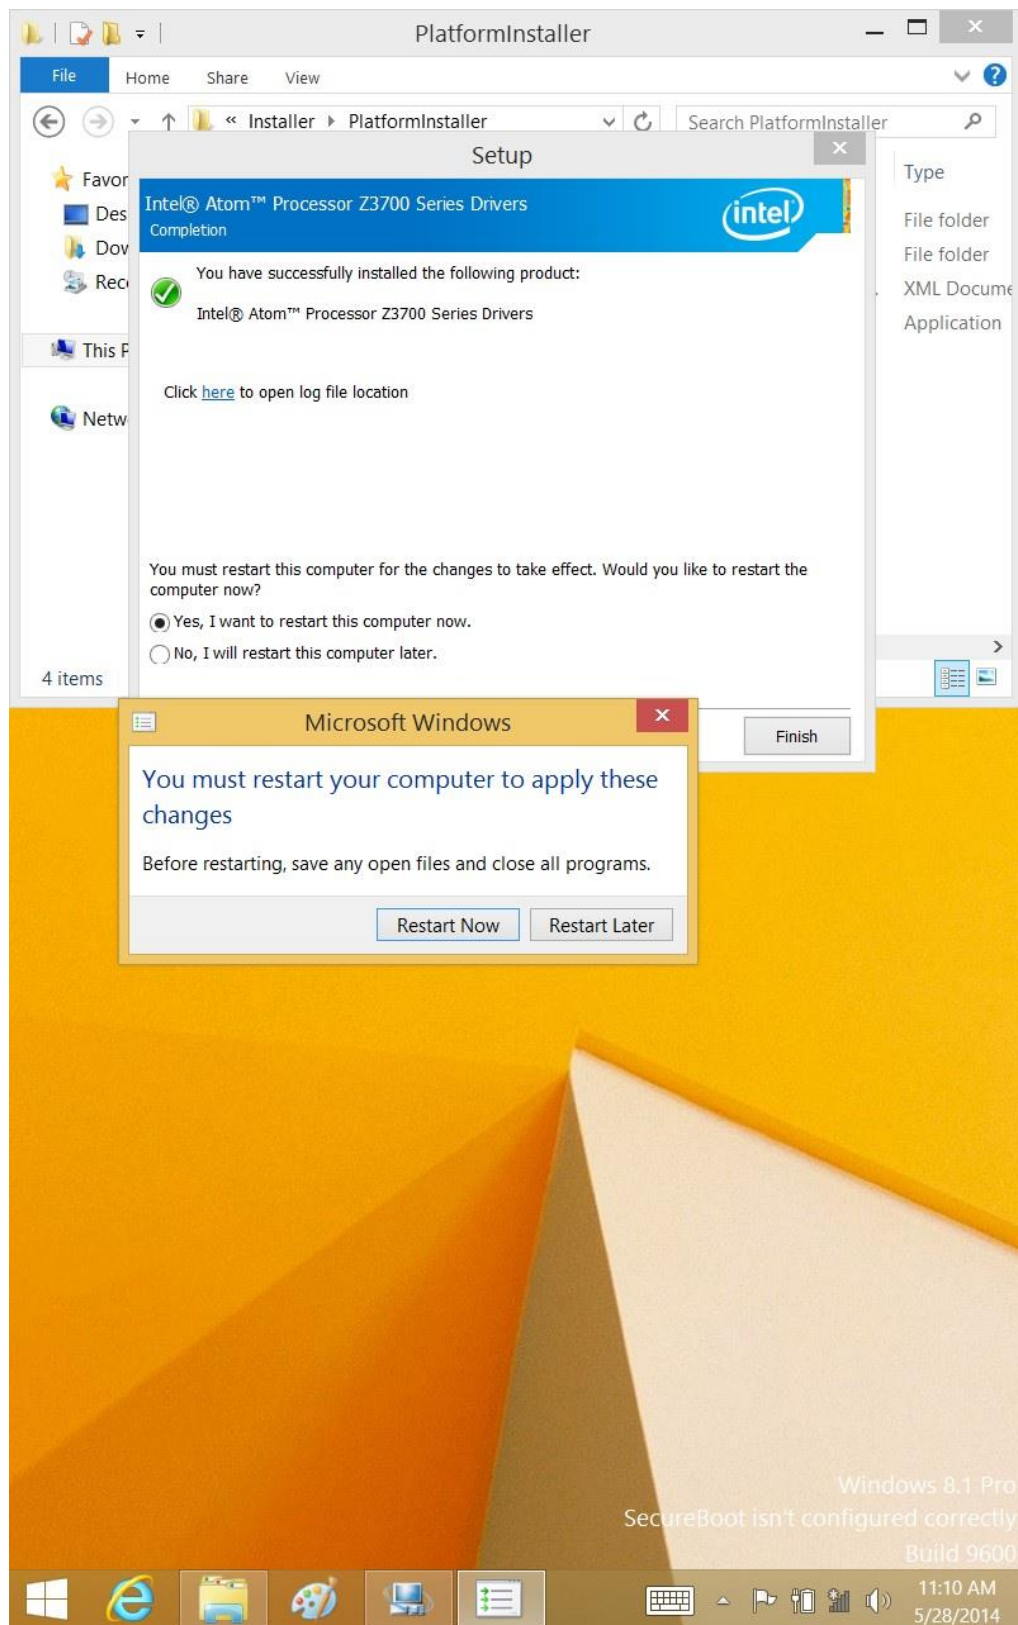 PlatformInstaller
File Home Share View
« Installer PlatformInstaller Search PlatformInstaller
Setup
Type
Favor
Intel® Atom™ Processor Z3700 Series Drivers
Completion
intel
Des
File folder
Dow
File folder
Rece
XML Docume
Application
You have successfully installed the following product:
Intel® Atom™ Processor Z3700 Series Drivers
This P
Click here to open log file location
Netw
You must restart this computer for the changes to take effect. Would you like to restart the
computer now?
Yes, I want to restart this computer now.
No, I will restart this computer later.
4 items
Finish
Microsoft Windows
You must restart your computer to apply these
changes
Before restarting, save any open files and close all programs.
Restart Now Restart Later
Windows 8.1 Pro
SecureBoot isn't configured correctly
Build 9600
11:10 AM
5/28/2014